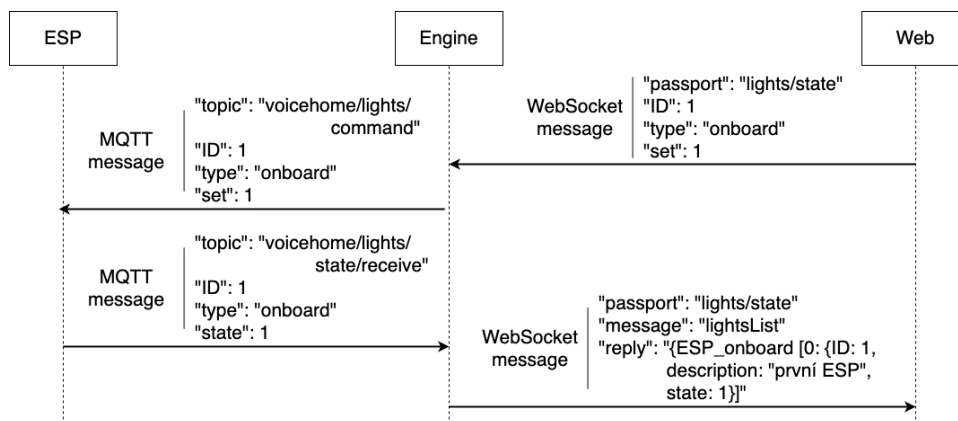 ESP
Engine
Web
WebSocket
message
"passport": "lights/state"
"ID": 1
"type": "onboard"
"set": 1
MQTT
message
"topic": "voicehome/lights/
command"
"ID": 1
"type": "onboard"
"set": 1
MQTT
message
"topic": "voicehome/lights/
state/receive"
"ID": 1
"type": "onboard"
"state": 1
WebSocket
message
"passport": "lights/state"
"message": "lightsList"
"reply": "{ESP_onboard [0: {ID: 1,
description: "první ESP",
state: 1}]"